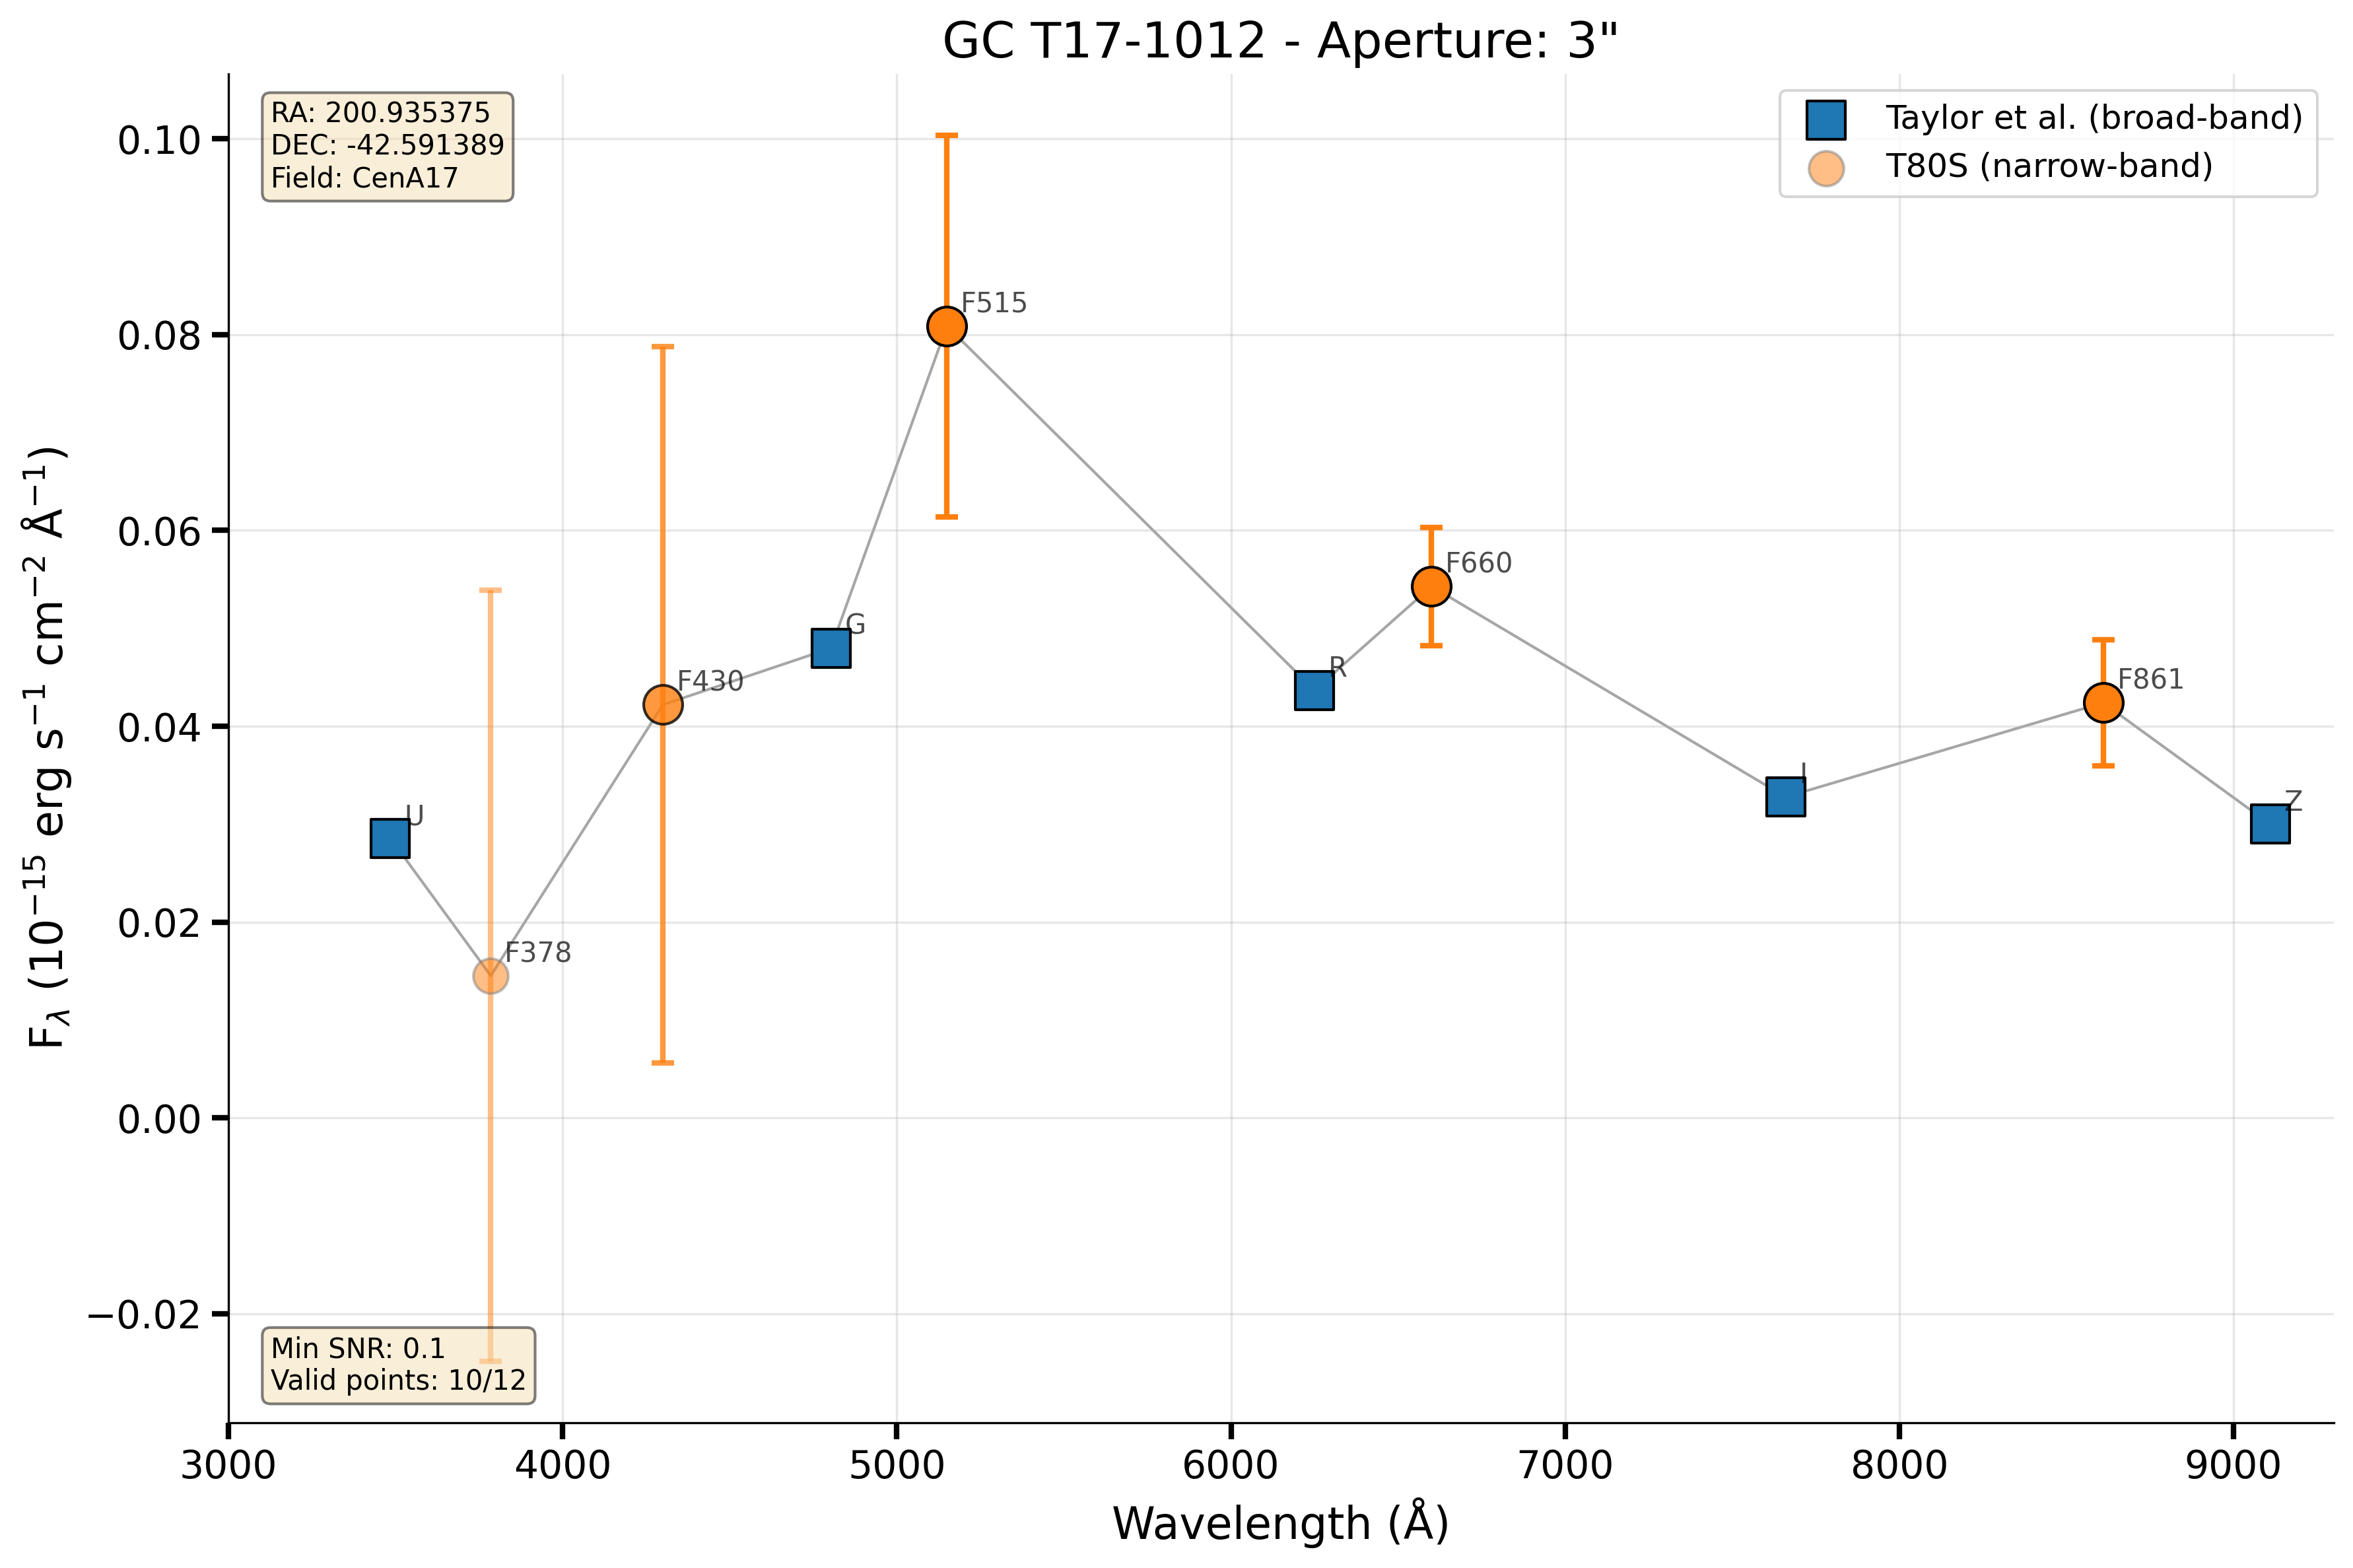 GC T17-1012 - Aperture: 3"
RA: 200.935375
DEC: -42.591389
Field: CenA17
Taylor et al. (broad-band)
T80S (narrow-band)
0.10
0.08
0.06
0.04
0.02
0.00
−0.02
F_λ (10⁻¹⁵ erg s⁻¹ cm⁻² Å⁻¹)
U
F378
F430
G
F515
R
F660
I
F861
Z
Min SNR: 0.1
Valid points: 10/12
3000 4000 5000 6000 7000 8000 9000
Wavelength (Å)